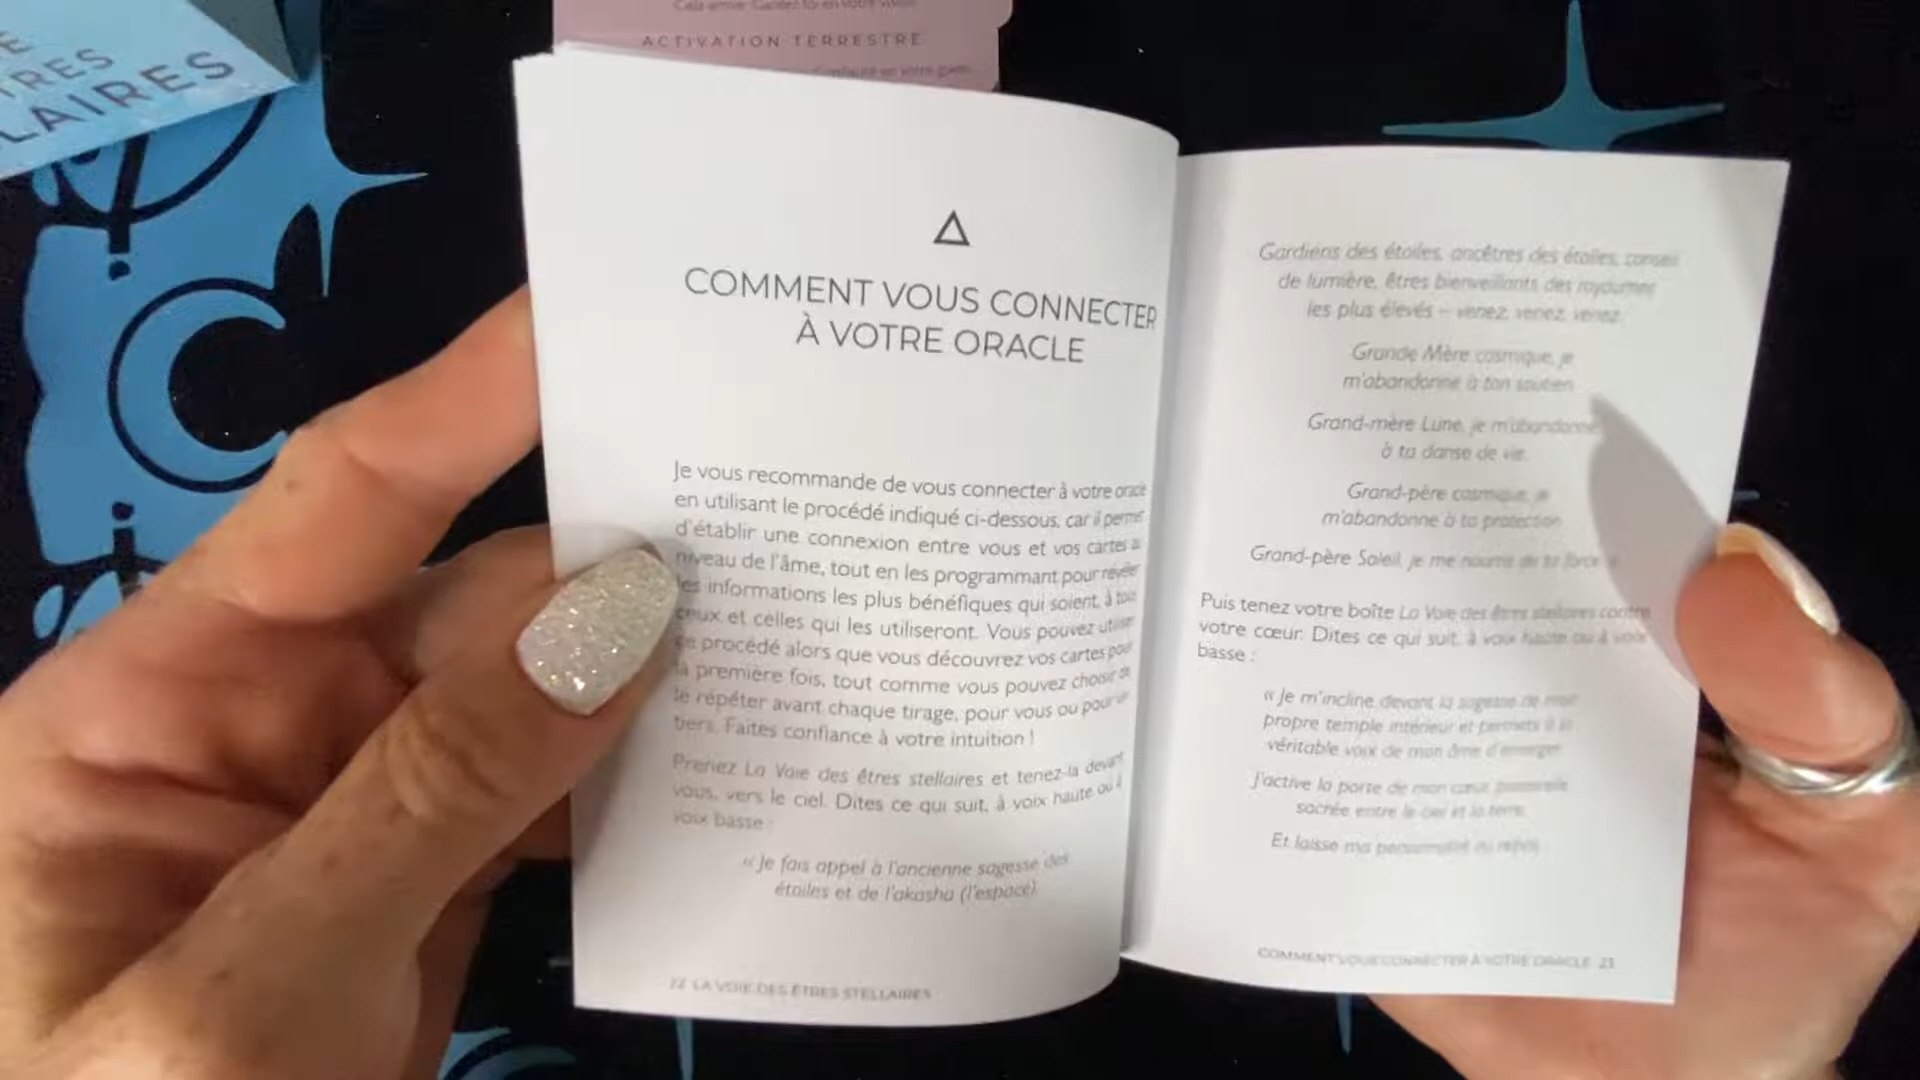 TRES
LAIRES
ACTIVATION TERRESTRE
COMMENT VOUS CONNECTER
À VOTRE ORACLE
Je vous recommande de vous connecter à votre oracle
en utilisant le procédé indiqué ci-dessous, car il permet
d'établir une connexion entre vous et vos cartes au
niveau de l'âme, tout en les programmant pour révéler
les informations les plus bénéfiques qui soient, à tous
ceux et celles qui les utiliseront. Vous pouvez utiliser
ce procédé alors que vous découvrez vos cartes pour
la première fois, tout comme vous pouvez choisir de
le répéter avant chaque tirage, pour vous ou pour un
tiers. Faites confiance à votre intuition !
Prenez La Voie des êtres stellaires et tenez-la devant
vous, vers le ciel. Dites ce qui suit, à voix haute ou à
voix basse :
« Je fais appel à l'ancienne sagesse des
étoiles et de l'akasha (l'espace).
22 LA VOIE DES ÊTRES STELLAIRES
Gardiens des étoiles, ancêtres des étoiles, conseil
de lumière, êtres bienveillants des royaumes
les plus élevés – venez, venez, venez.
Grande Mère cosmique, je
m'abandonne à ton soutien.
Grand-mère Lune, je m'abandonne
à ta danse de vie.
Grand-père cosmique, je
m'abandonne à ta protection.
Grand-père Soleil, je me nourris de ta force.
Puis tenez votre boîte La Voie des êtres stellaires contre
votre cœur. Dites ce qui suit, à voix haute ou à voix
basse :
« Je m'incline devant la sagesse de mon
propre temple intérieur et permets à la
véritable voix de mon âme d'émerger.
J'active la porte de mon cœur, passerelle
sacrée entre le ciel et la terre.
Et laisse ma personnalité au repos.
COMMENT VOUS CONNECTER À VOTRE ORACLE 23